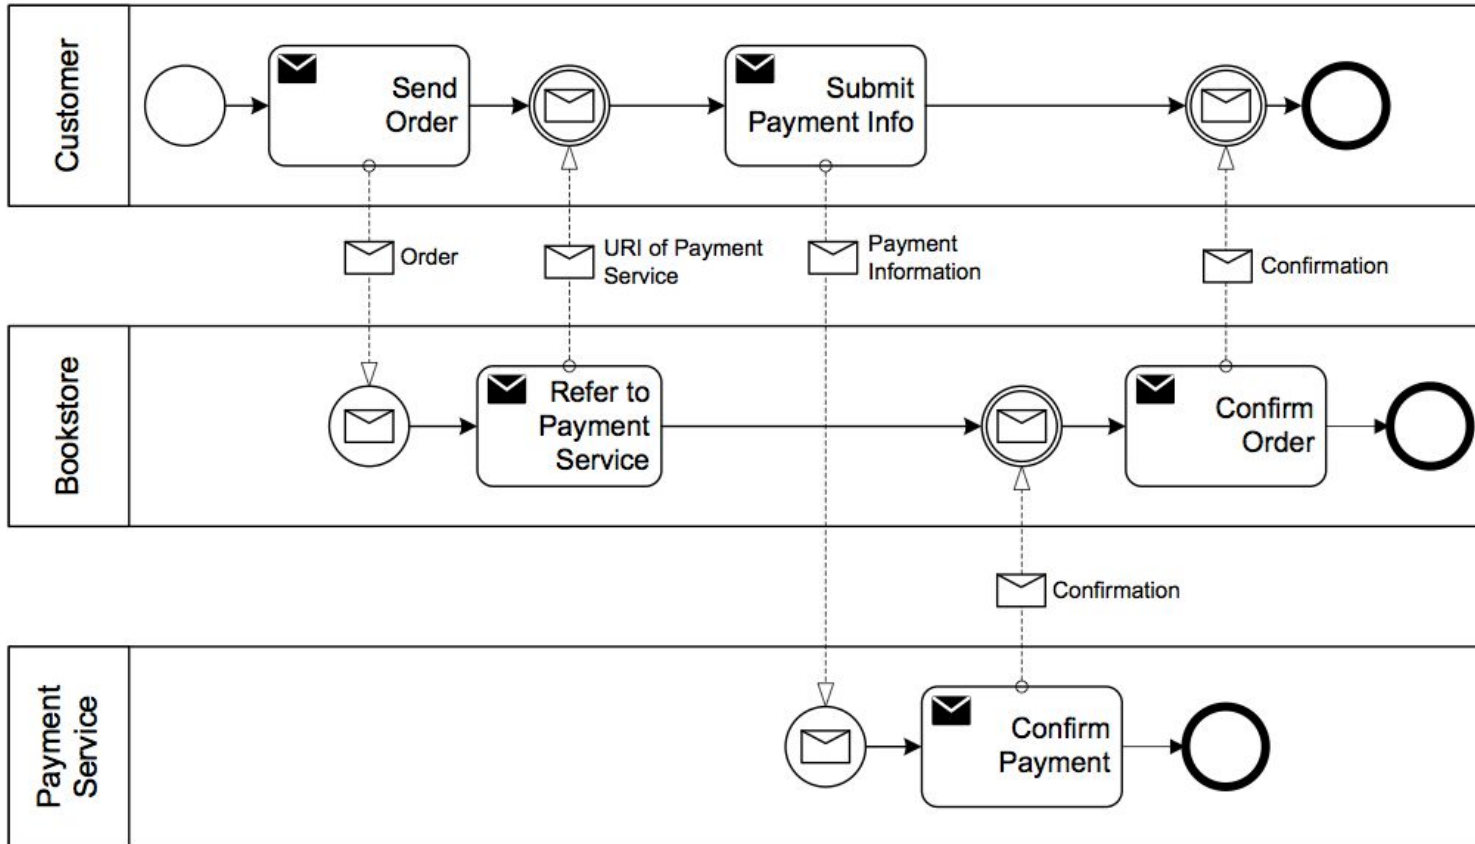 Customer
Send
Order
Submit
Payment Info
Order
URI of Payment
Service
Payment
Information
Confirmation
Bookstore
Refer to
Payment
Service
Confirm
Order
Confirmation
Payment
Service
Confirm
Payment